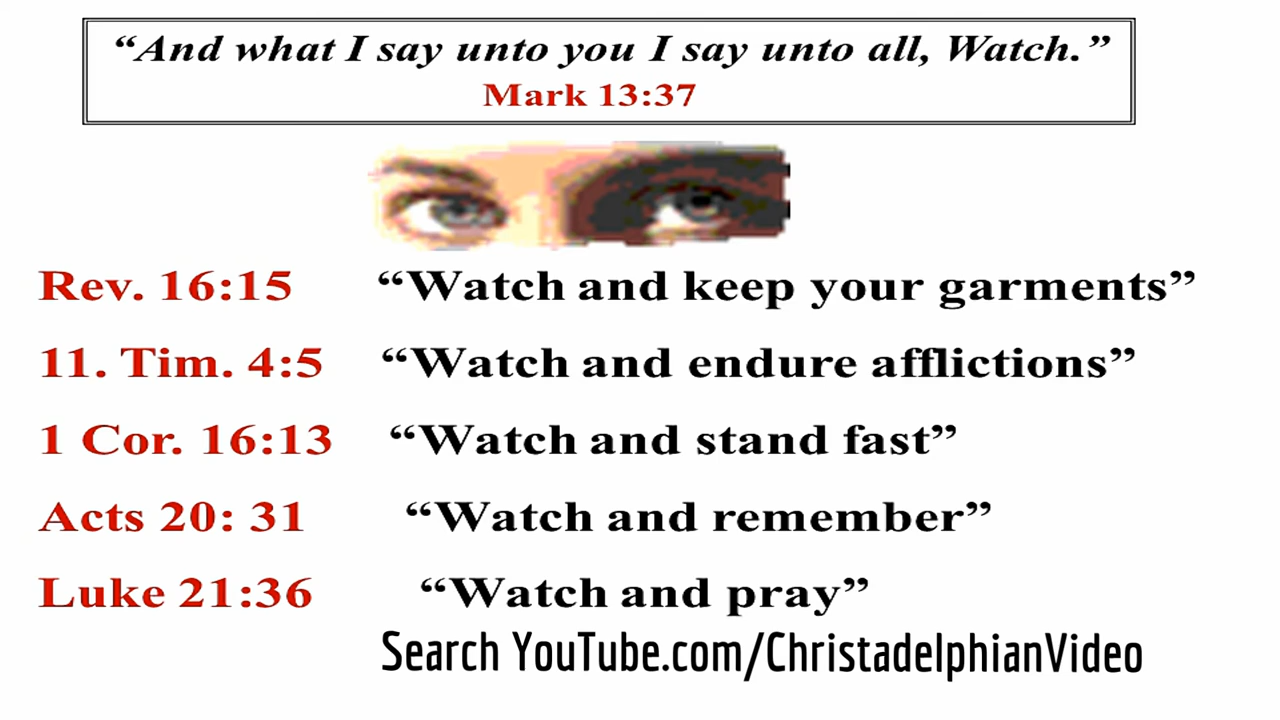 “And what I say unto you I say unto all, Watch.”
Mark 13:37
Rev. 16:15 “Watch and keep your garments”
11. Tim. 4:5 “Watch and endure afflictions”
1 Cor. 16:13 “Watch and stand fast”
Acts 20: 31 “Watch and remember”
Luke 21:36 “Watch and pray”
Search YouTube.com/ChristadelphianVideo